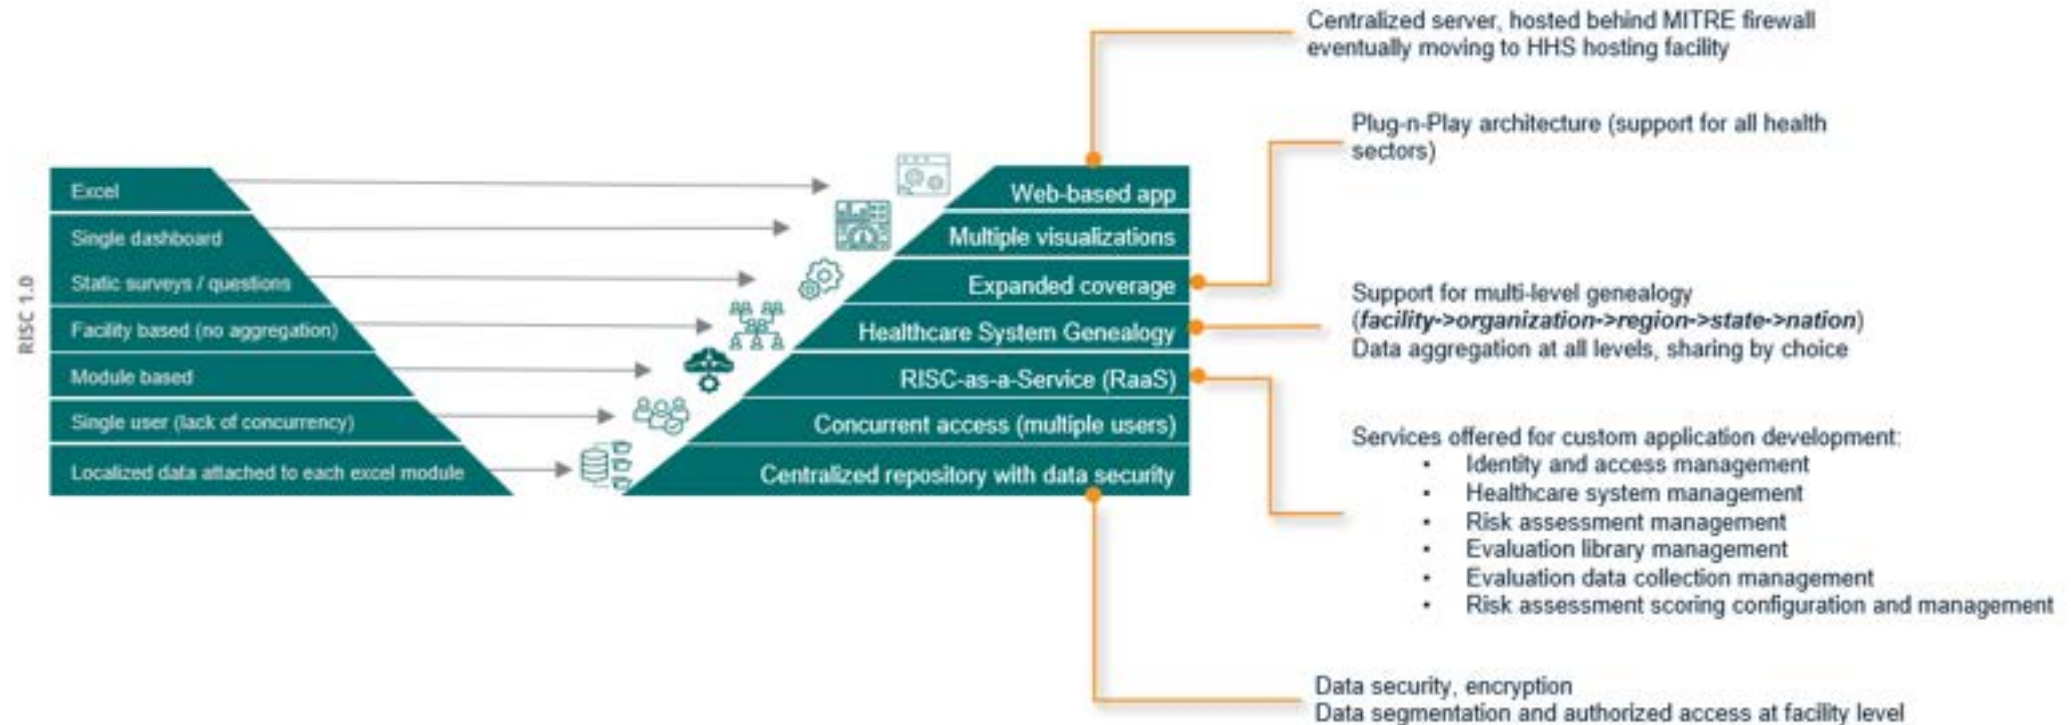 RISC 1.0
Excel
Single dashboard
Static surveys / questions
Facility based (no aggregation)
Module based
Single user (lack of concurrency)
Localized data attached to each excel module
Web-based app
Multiple visualizations
Expanded coverage
Healthcare System Genealogy
RISC-as-a-Service (RaaS)
Concurrent access (multiple users)
Centralized repository with data security
Centralized server, hosted behind MITRE firewall
eventually moving to HHS hosting facility
Plug-n-Play architecture (support for all health
sectors)
Support for multi-level genealogy
(facility->organization->region->state->nation)
Data aggregation at all levels, sharing by choice
Services offered for custom application development:
• Identity and access management
• Healthcare system management
• Risk assessment management
• Evaluation library management
• Evaluation data collection management
• Risk assessment scoring configuration and management
Data security, encryption
Data segmentation and authorized access at facility level